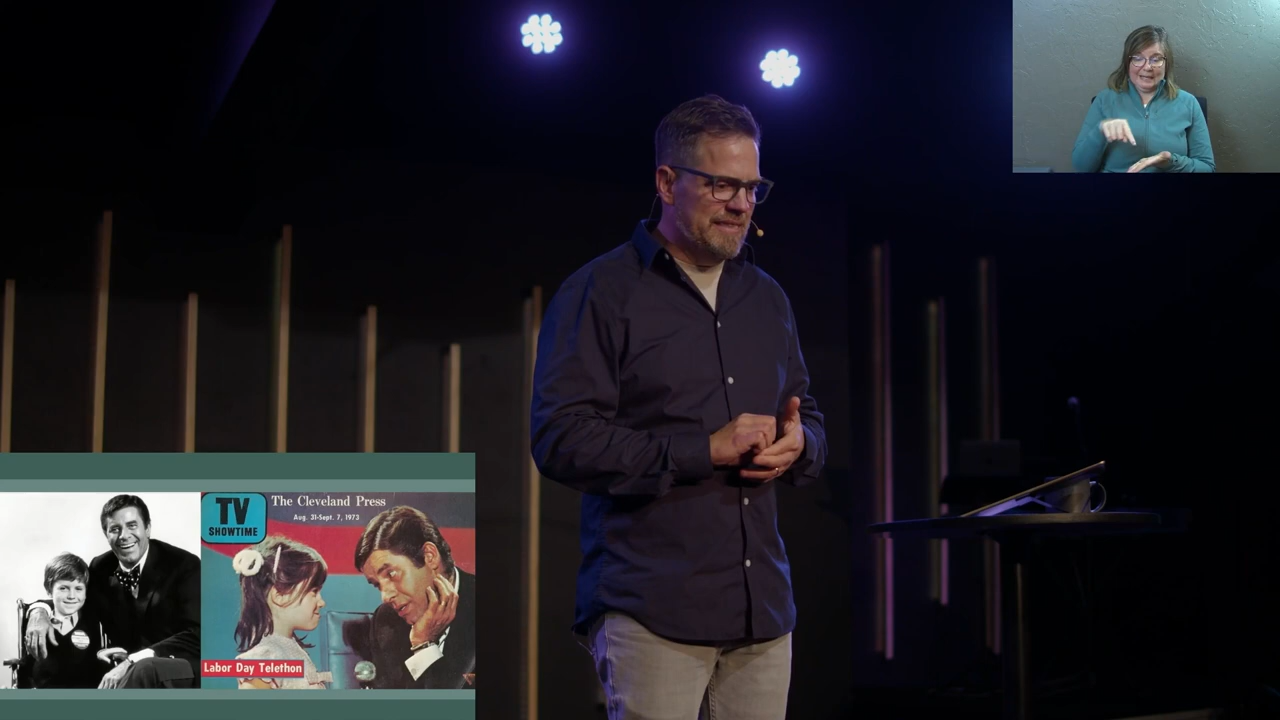 TV
SHOWTIME
The Cleveland Press
Aug. 31-Sept. 7, 1973
Labor Day Telethon